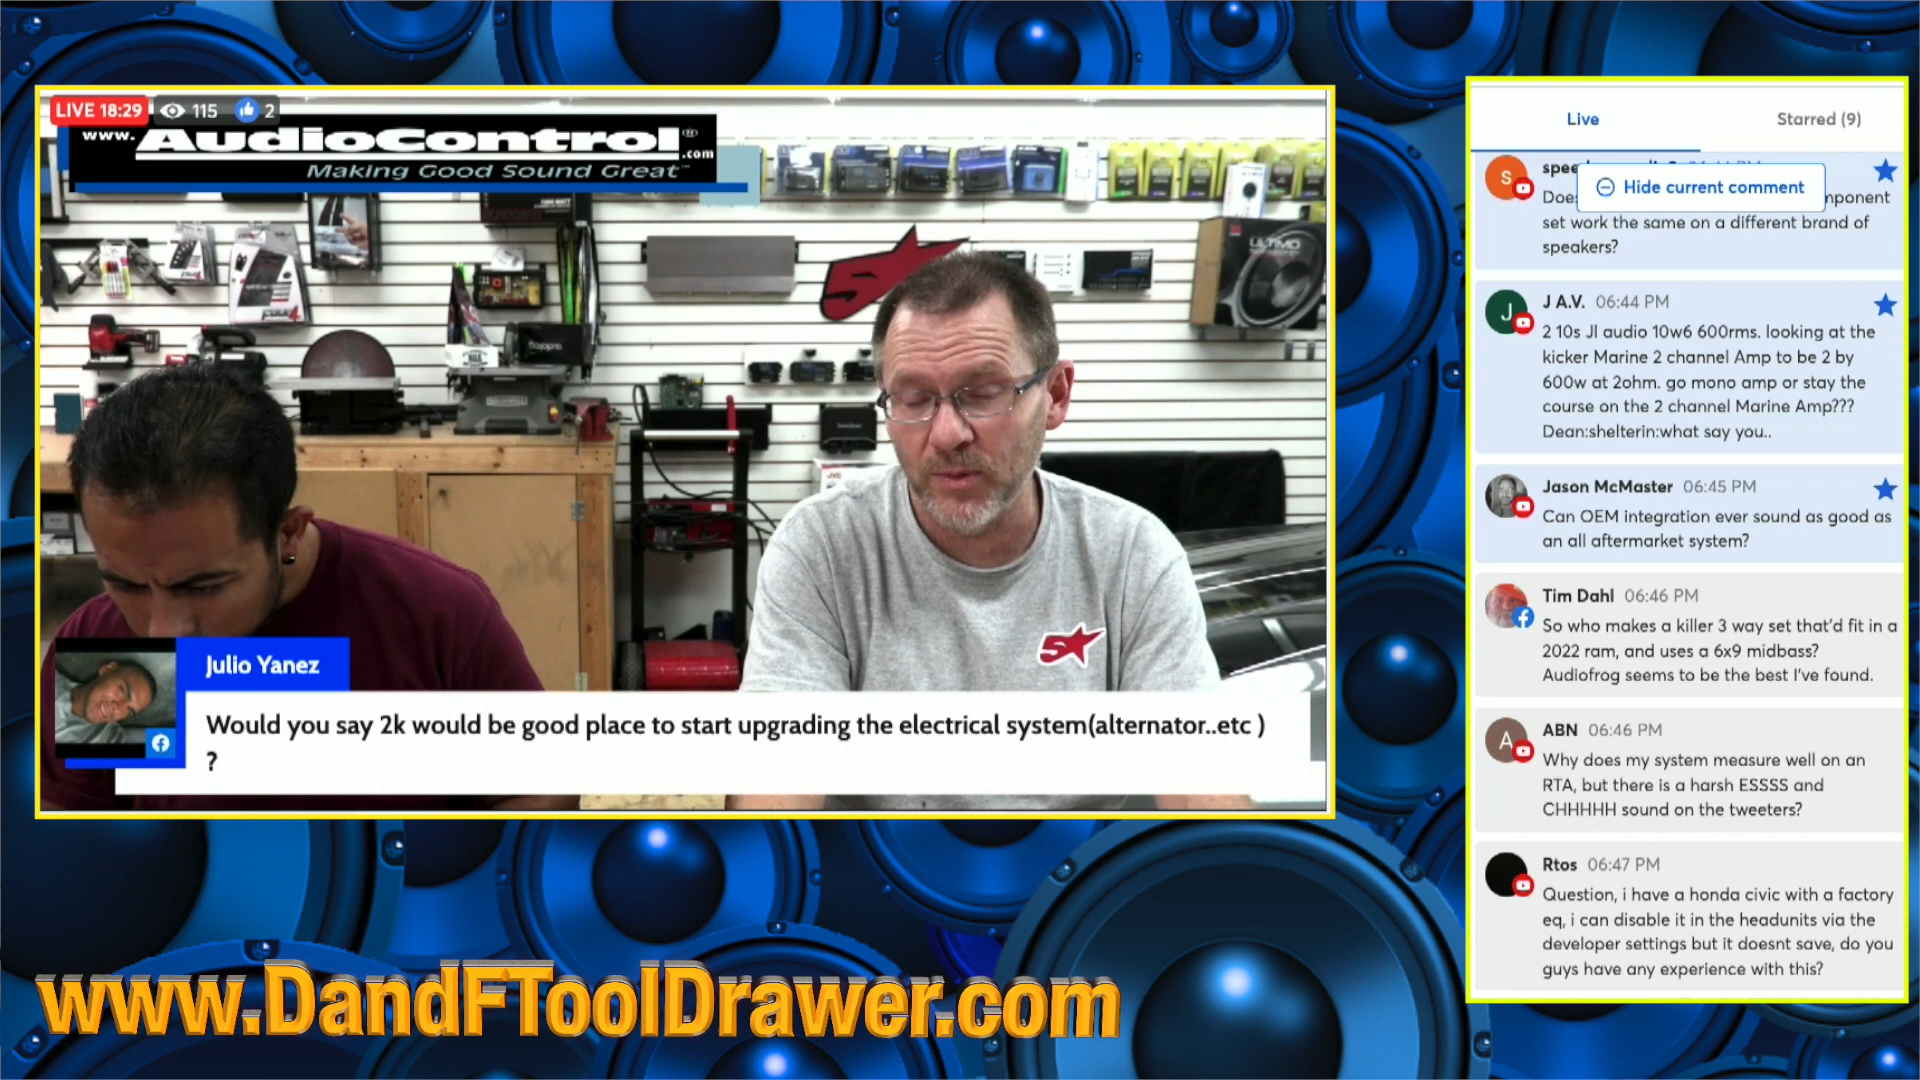 LIVE 18:29
115
2
www.AudioControl®.com
Making Good Sound Great™
ULTIMO
JVC
Julio Yanez
Would you say 2k would be good place to start upgrading the electrical system(alternator..etc )
?
www.DandFToolDrawer.com
Live
Starred (9)
Hide current comment
S
set work the same on a different brand of
speakers?
J
J A.V. 06:44 PM
2 10s Jl audio 10w6 600rms. looking at the
kicker Marine 2 channel Amp to be 2 by
600w at 2ohm. go mono amp or stay the
course on the 2 channel Marine Amp???
Dean:shelterin:what say you..
Jason McMaster 06:45 PM
Can OEM integration ever sound as good as
an all aftermarket system?
Tim Dahl 06:46 PM
So who makes a killer 3 way set that'd fit in a
2022 ram, and uses a 6x9 midbass?
Audiofrog seems to be the best I've found.
A
ABN 06:46 PM
Why does my system measure well on an
RTA, but there is a harsh ESSSS and
CHHHHH sound on the tweeters?
Rtos 06:47 PM
Question, i have a honda civic with a factory
eq, i can disable it in the headunits via the
developer settings but it doesnt save, do you
guys have any experience with this?